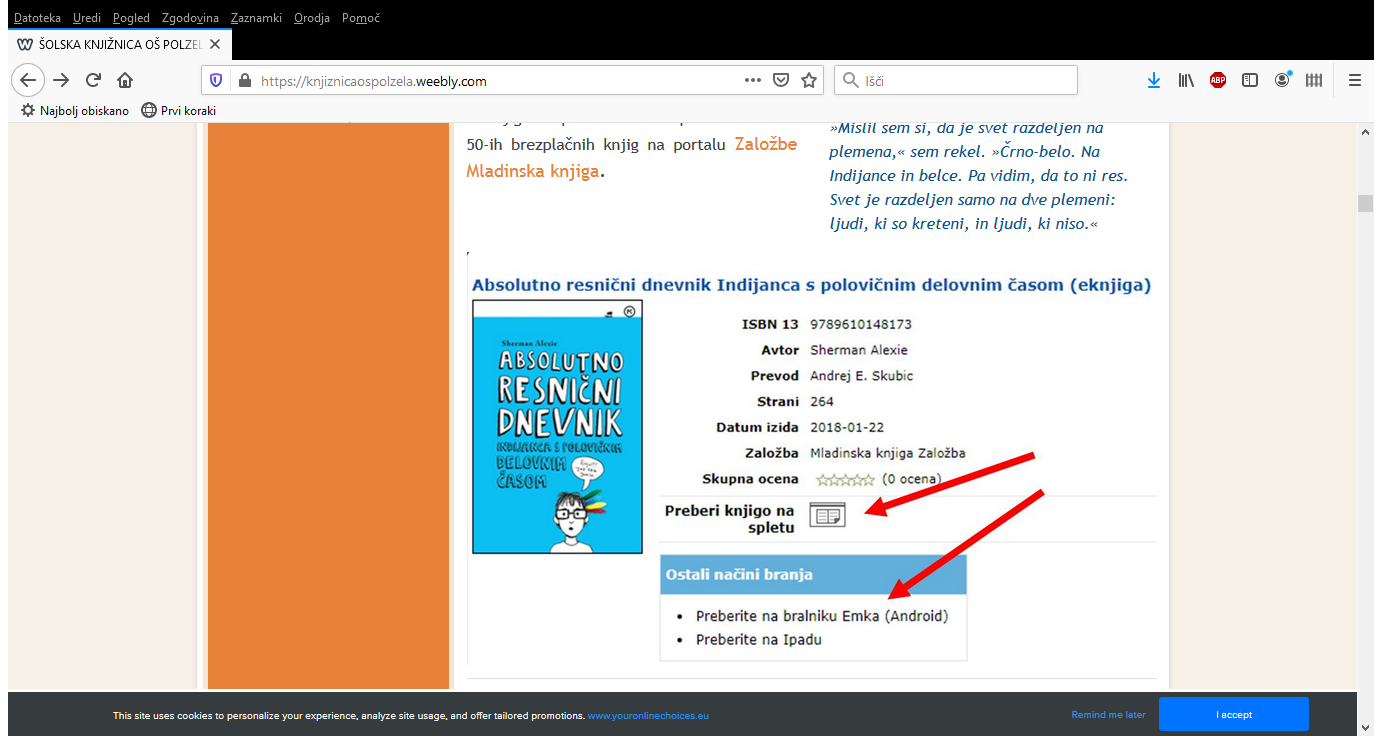 Datoteka Uredi Pogled Zgodovina Zaznamki Orodja Pomoč
ŠOLSKA KNJIŽNICA OŠ POLZEL
https://knjiznicaospolzela.weebly.com
Išči
ABP
Najbolj obiskano Prvi koraki
50-ih brezplačnih knjig na portalu Založbe
Mladinska knjiga.
»Mislil sem si, da je svet razdeljen na
plemena,« sem rekel. »Črno-belo. Na
Indijance in belce. Pa vidim, da to ni res.
Svet je razdeljen samo na dve plemeni:
ljudi, ki so kreteni, in ljudi, ki niso.«
Absolutno resnični dnevnik Indijanca s polovičnim delovnim časom (eknjiga)
Sherman Alexie
ABSOLUTNO
RESNIČNI
DNEVNIK
INDIJANCA S POLOVIČNIM
DELOVNIM
ČASOM
ISBN 13 9789610148173
Avtor Sherman Alexie
Prevod Andrej E. Skubic
Strani 264
Datum izida 2018-01-22
Založba Mladinska knjiga Založba
Skupna ocena (0 ocena)
Preberi knjigo na
spletu
Ostali načini branja
• Preberite na bralniku Emka (Android)
• Preberite na Ipadu
This site uses cookies to personalize your experience, analyze site usage, and offer tailored promotions. www.youronlinechoices.eu
Remind me later
I accept